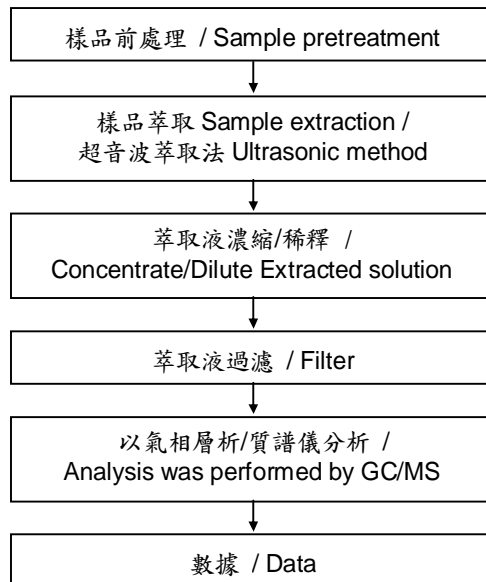 樣品前處理 / Sample pretreatment
樣品萃取 Sample extraction /
超音波萃取法 Ultrasonic method
萃取液濃縮/稀釋 /
Concentrate/Dilute Extracted solution
萃取液過濾 / Filter
以氣相層析/質譜儀分析 /
Analysis was performed by GC/MS
數據 / Data